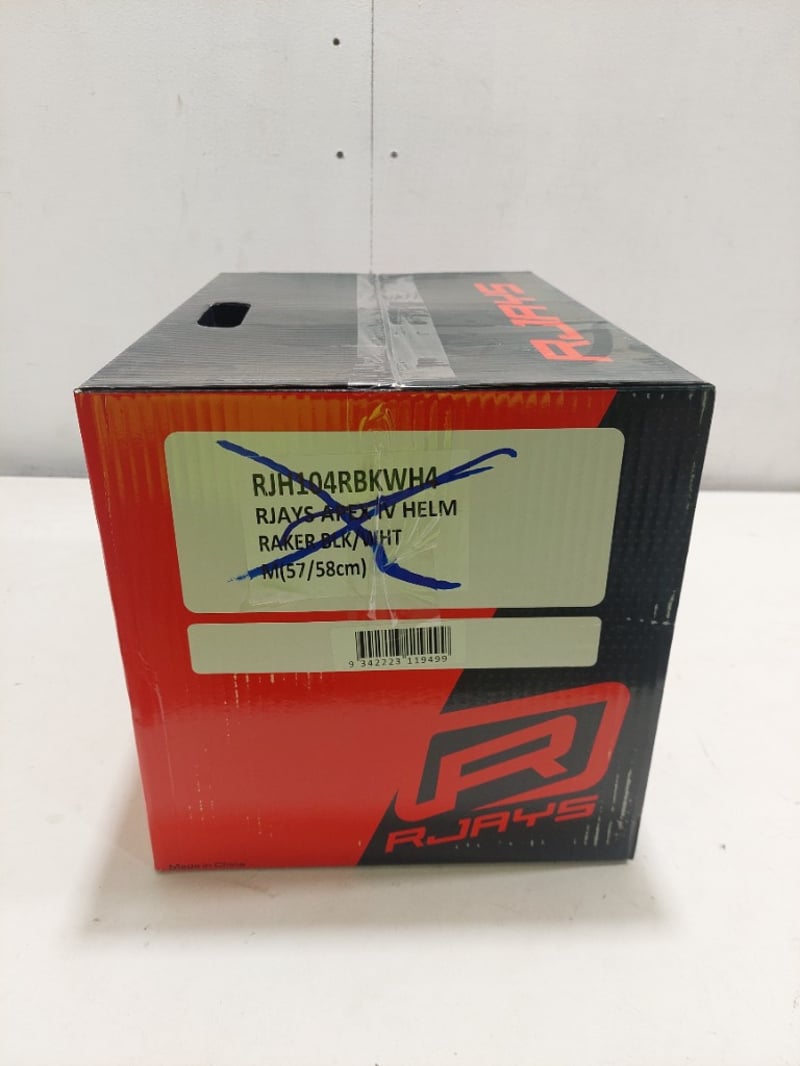 RJAYS
RJH104RBKWH4
RJAYS APEX IV HELM
RAKER BLK/WHT
M(57/58cm)
9 342223 119499
R
RJAYS
Made in China